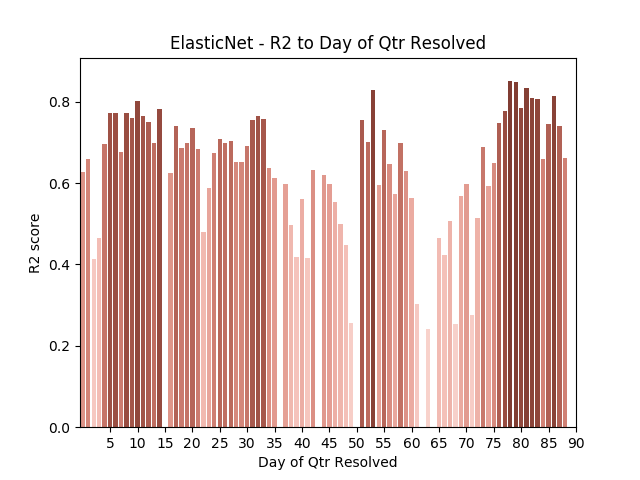 ElasticNet - R2 to Day of Qtr Resolved
R2 score
0.8
0.6
0.4
0.2
0.0
5 10 15 20 25 30 35 40 45 50 55 60 65 70 75 80 85 90
Day of Qtr Resolved